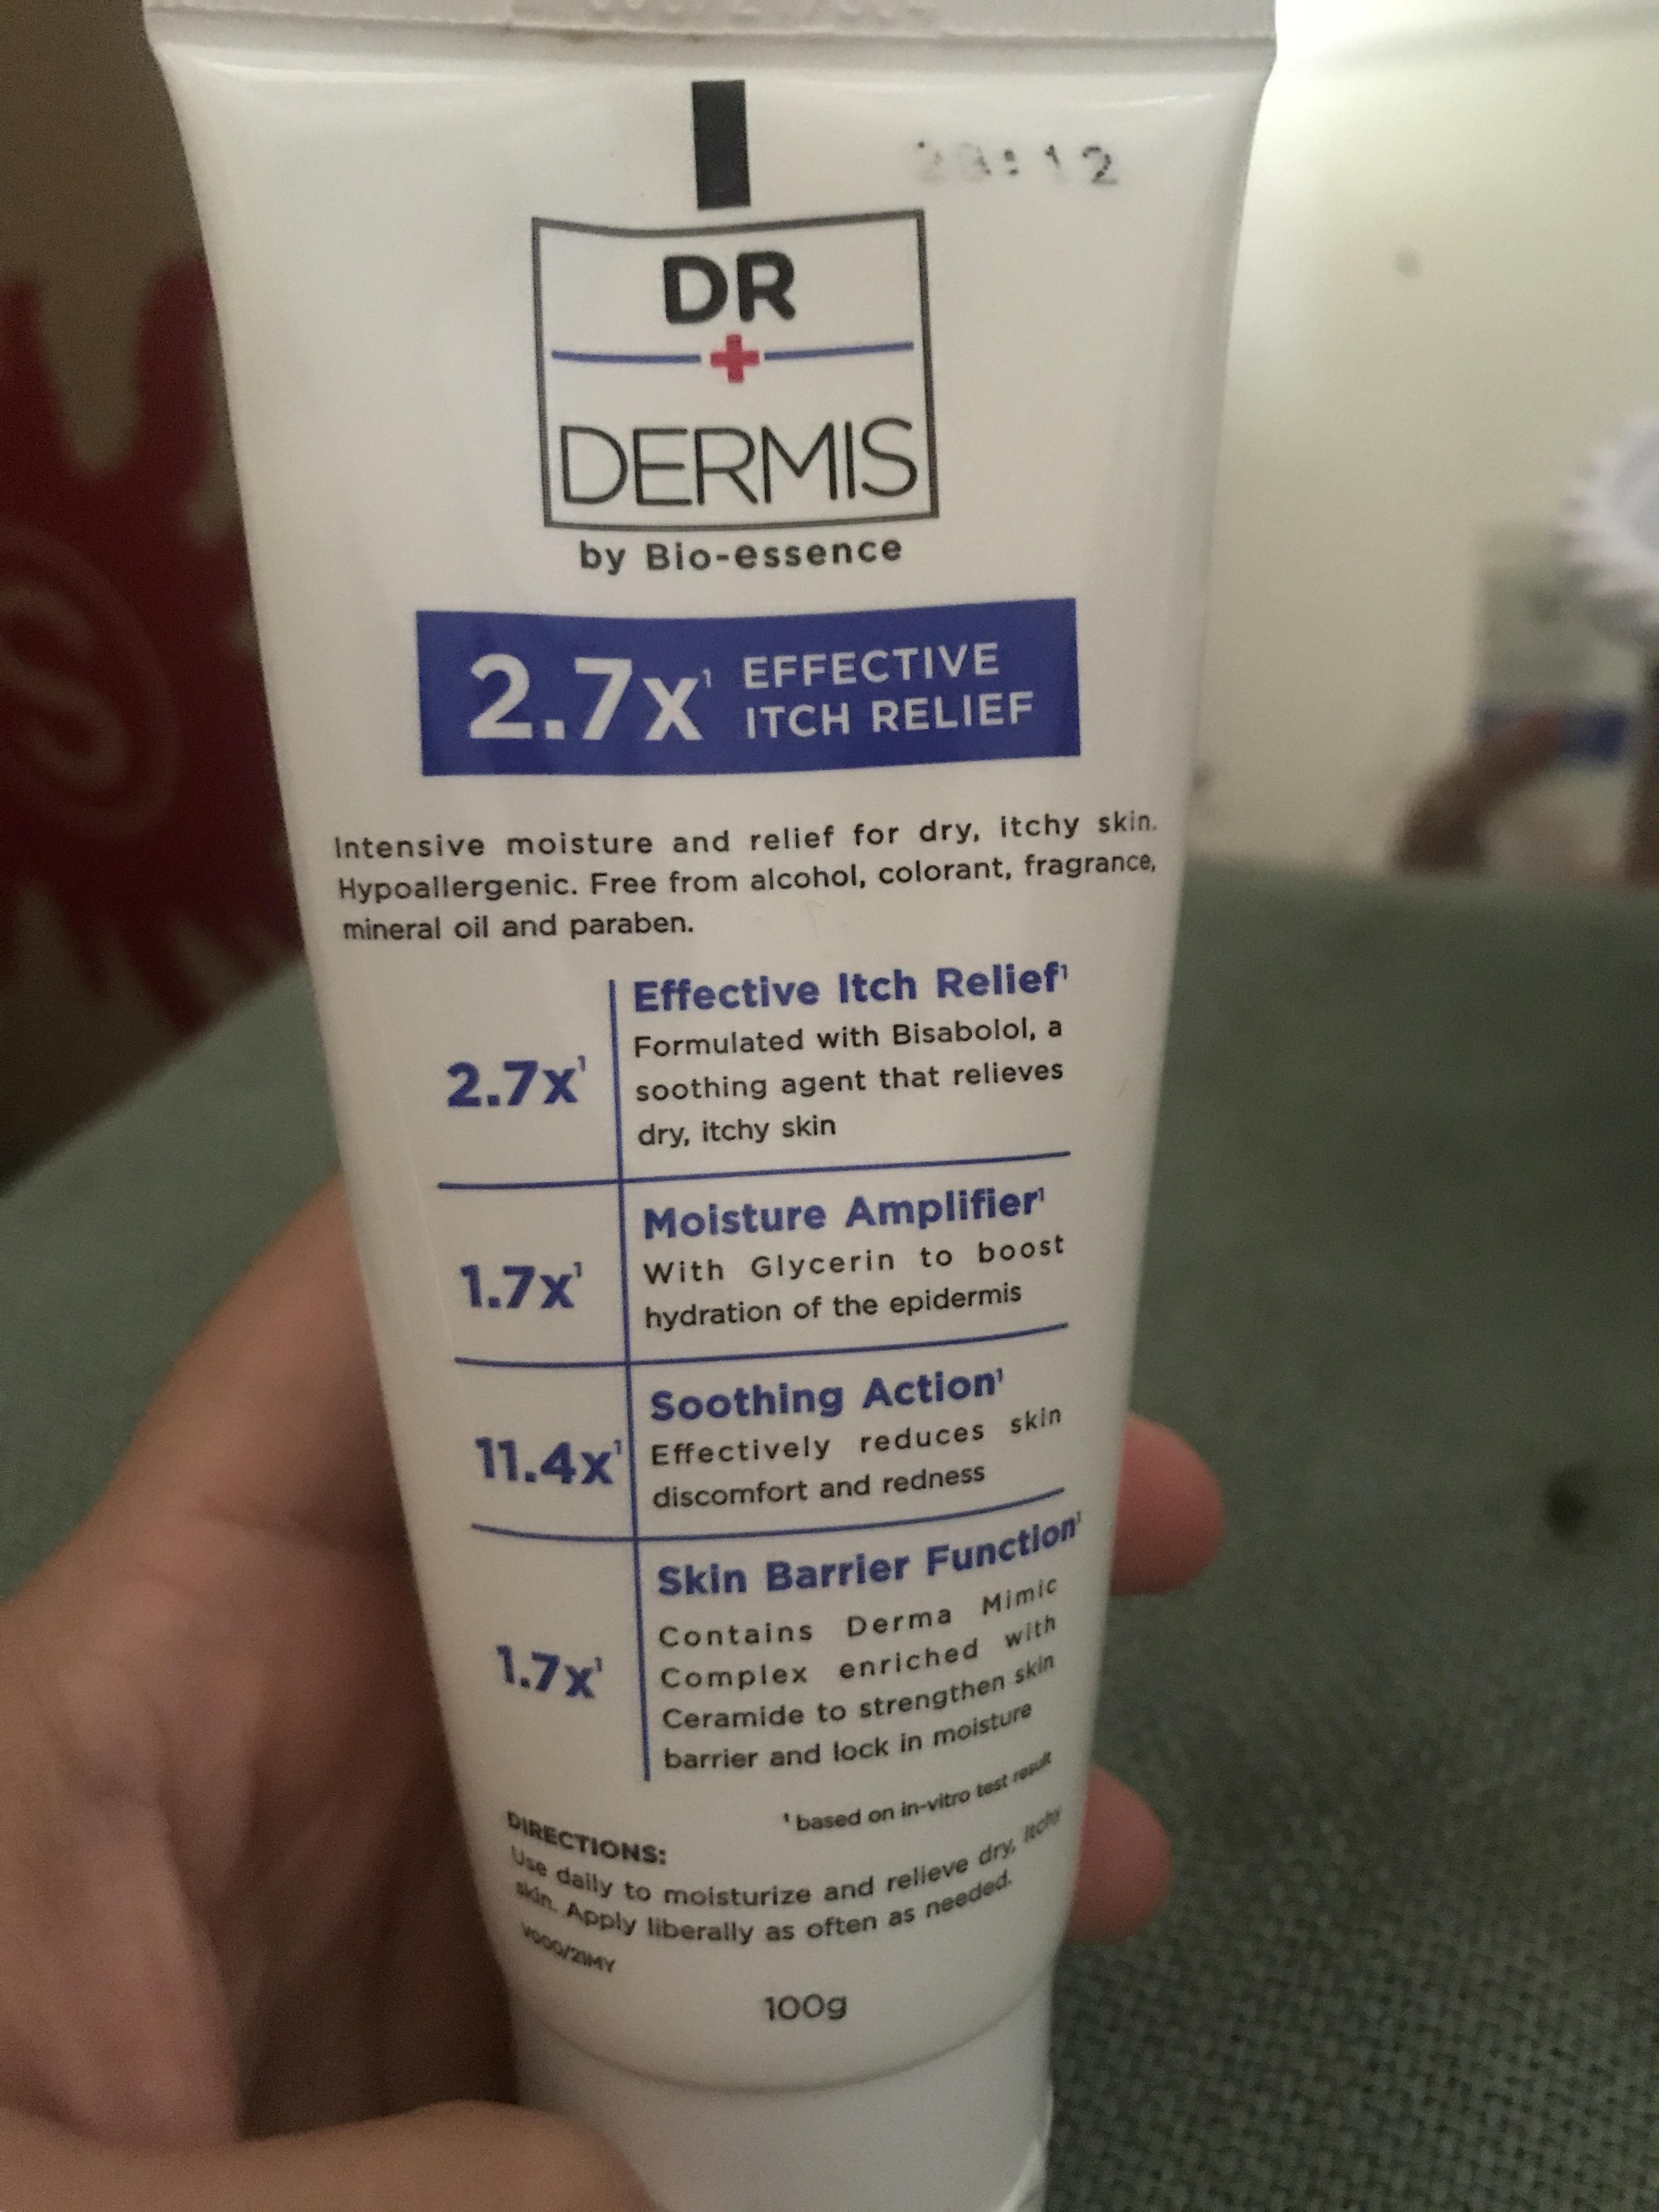 DR
DERMIS
by Bio-essence
2.7x¹ EFFECTIVE
ITCH RELIEF
Intensive moisture and relief for dry, itchy skin.
Hypoallergenic. Free from alcohol, colorant, fragrance,
mineral oil and paraben.
2.7x¹
Effective Itch Relief¹
Formulated with Bisabolol, a
soothing agent that relieves
dry, itchy skin
1.7x¹
Moisture Amplifier¹
With Glycerin to boost
hydration of the epidermis
11.4x¹
Soothing Action¹
Effectively reduces skin
discomfort and redness
1.7x¹
Skin Barrier Function¹
Contains Derma Mimic
Complex enriched with
Ceramide to strengthen skin
barrier and lock in moisture
¹ based on in-vitro test result
DIRECTIONS:
Use daily to moisturize and relieve dry, itchy
skin. Apply liberally as often as needed.
V000/21MY
100g